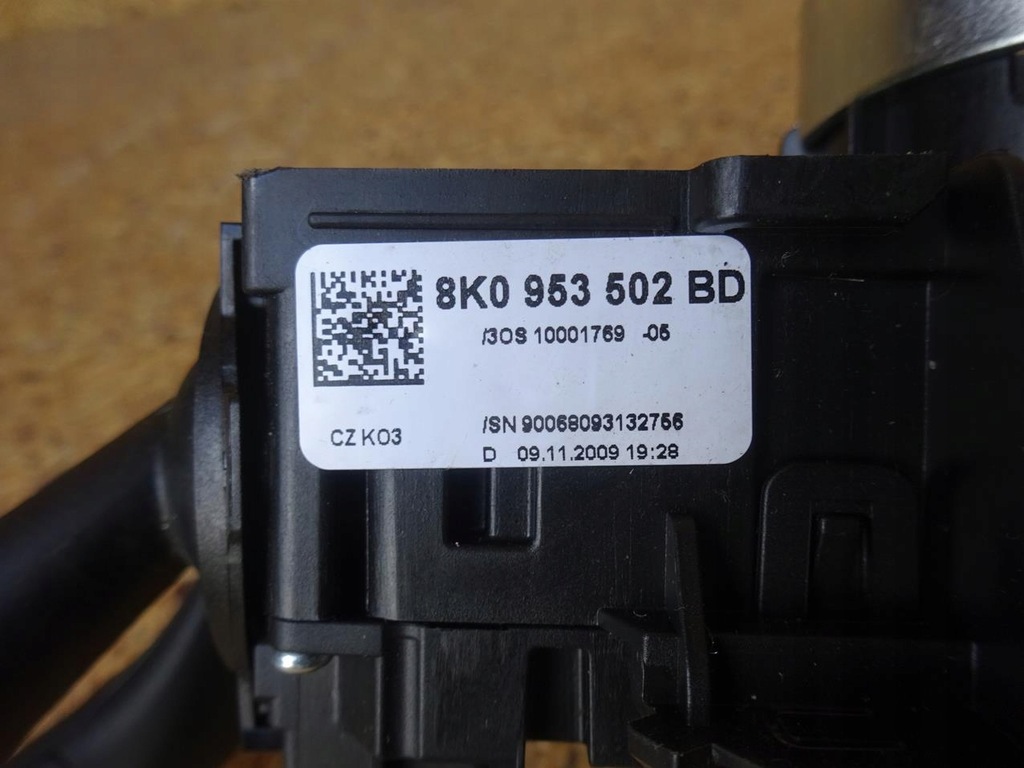 8K0 953 502 BD
/3OS 10001769 -05
/SN 90068093132756
CZ K03
D 09.11.2009 19:28